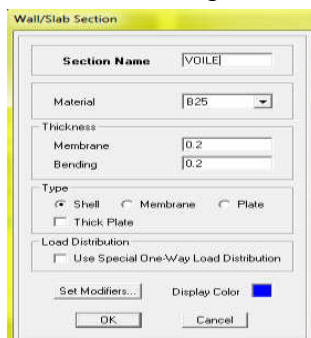 Wall/Slab Section
Section Name VOILE
Material B25
Thickness
Membrane 0.2
Bending 0.2
Type
Shell Membrane Plate
Thick Plate
Load Distribution
Use Special One-Way Load Distribution
Set Modifiers... Display Color
OK Cancel